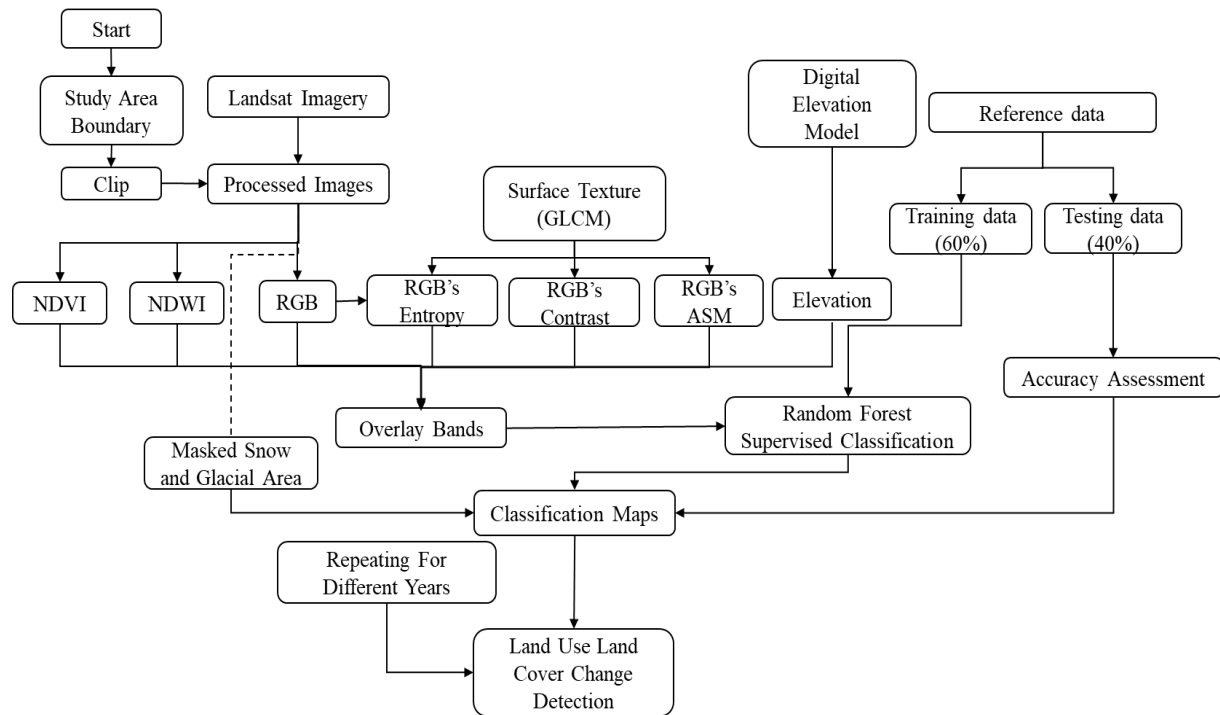 Start
Study Area
Boundary
Landsat Imagery
Digital
Elevation
Model
Reference data
Clip
Processed Images
Surface Texture
(GLCM)
Training data
(60%)
Testing data
(40%)
NDVI
NDWI
RGB
RGB's
Entropy
RGB's
Contrast
RGB's
ASM
Elevation
Accuracy Assessment
Overlay Bands
Random Forest
Supervised Classification
Masked Snow
and Glacial Area
Classification Maps
Repeating For
Different Years
Land Use Land
Cover Change
Detection